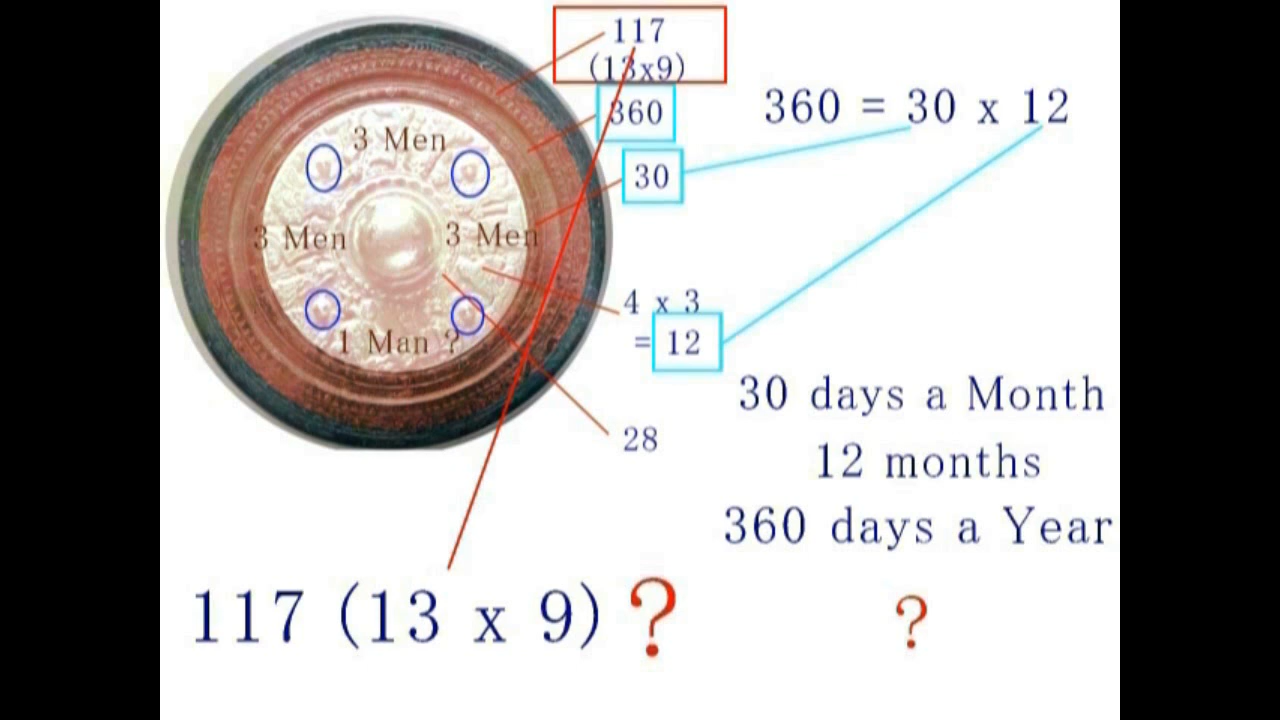 117
(13x9)
360
30
360 = 30 x 12
3 Men
3 Men
3 Men
1 Man ?
4 x 3
= 12
28
30 days a Month
12 months
360 days a Year
?
117 (13 x 9) ?